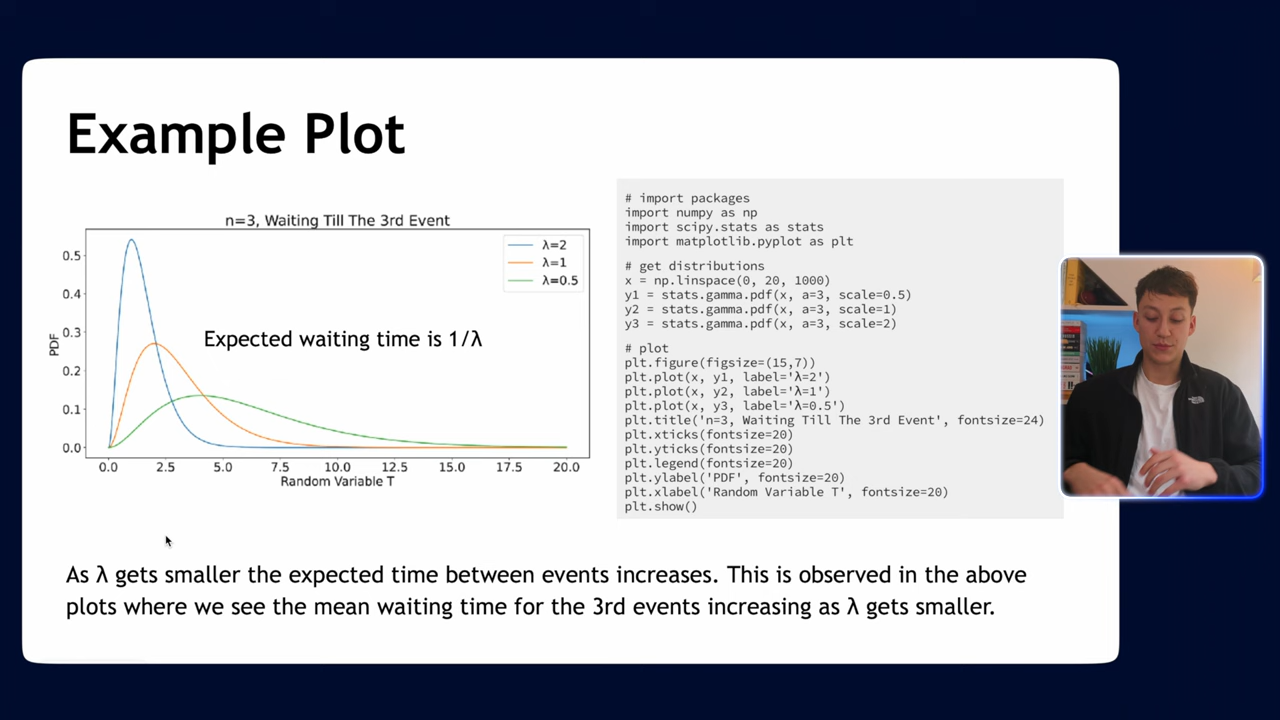 Example Plot
n=3, Waiting Till The 3rd Event
λ=2
λ=1
λ=0.5
0.5
0.4
0.3
0.2
0.1
0.0
PDF
Expected waiting time is 1/λ
0.0 2.5 5.0 7.5 10.0 12.5 15.0 17.5 20.0
Random Variable T
# import packages
import numpy as np
import scipy.stats as stats
import matplotlib.pyplot as plt
# get distributions
x = np.linspace(0, 20, 1000)
y1 = stats.gamma.pdf(x, a=3, scale=0.5)
y2 = stats.gamma.pdf(x, a=3, scale=1)
y3 = stats.gamma.pdf(x, a=3, scale=2)
# plot
plt.figure(figsize=(15,7))
plt.plot(x, y1, label='λ=2')
plt.plot(x, y2, label='λ=1')
plt.plot(x, y3, label='λ=0.5')
plt.title('n=3, Waiting Till The 3rd Event', fontsize=24)
plt.xticks(fontsize=20)
plt.yticks(fontsize=20)
plt.legend(fontsize=20)
plt.ylabel('PDF', fontsize=20)
plt.xlabel('Random Variable T', fontsize=20)
plt.show()
As λ gets smaller the expected time between events increases. This is observed in the above
plots where we see the mean waiting time for the 3rd events increasing as λ gets smaller.